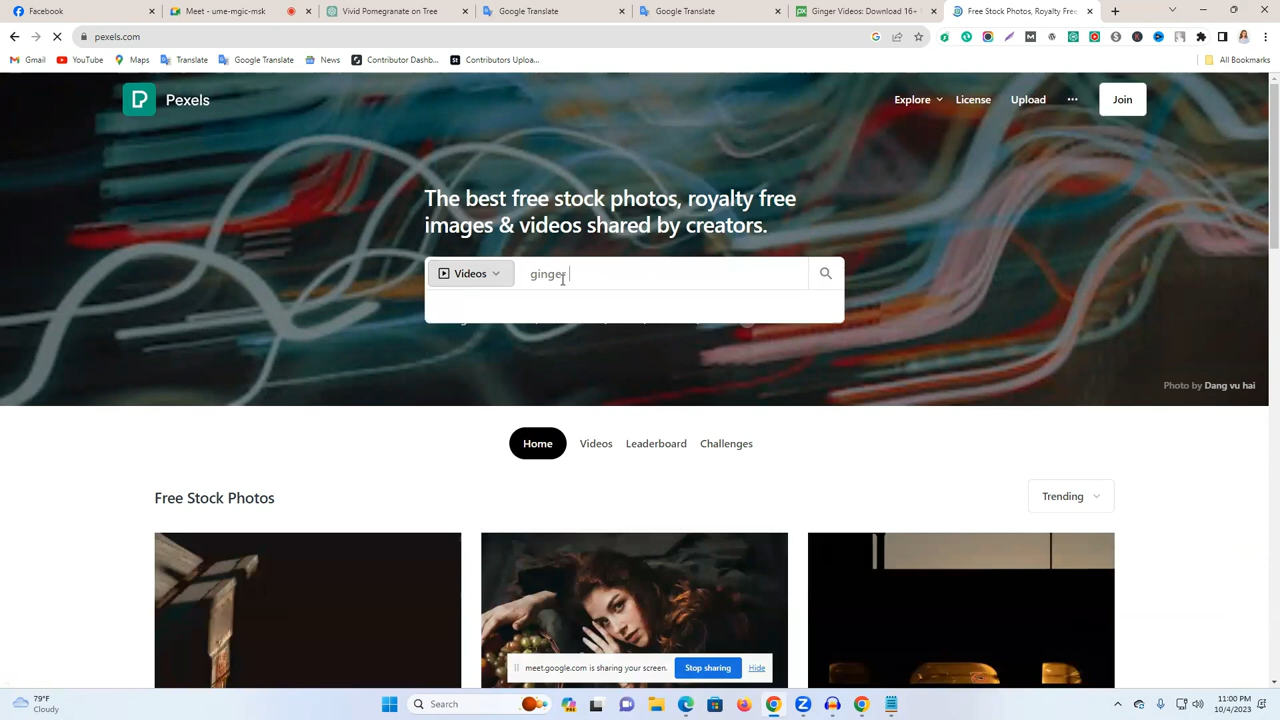 Facebook
Meet - ume-mgic-msk
Vivid Pomegranate on Tree
Google Translate
Google Translate
Ginger Videos: Download 16+
Free Stock Photos, Royalty Free
pexels.com
Gmail
YouTube
Maps
Translate
Google Translate
News
Contributor Dashb...
Contributors Uploa...
All Bookmarks
Pexels
Explore
License
Upload
Join
The best free stock photos, royalty free
images & videos shared by creators.
Videos
ginger
Photo by Dang vu hai
Home
Videos
Leaderboard
Challenges
Free Stock Photos
Trending
meet.google.com is sharing your screen.
Stop sharing
Hide
79°F
Cloudy
Search
11:00 PM
10/4/2023